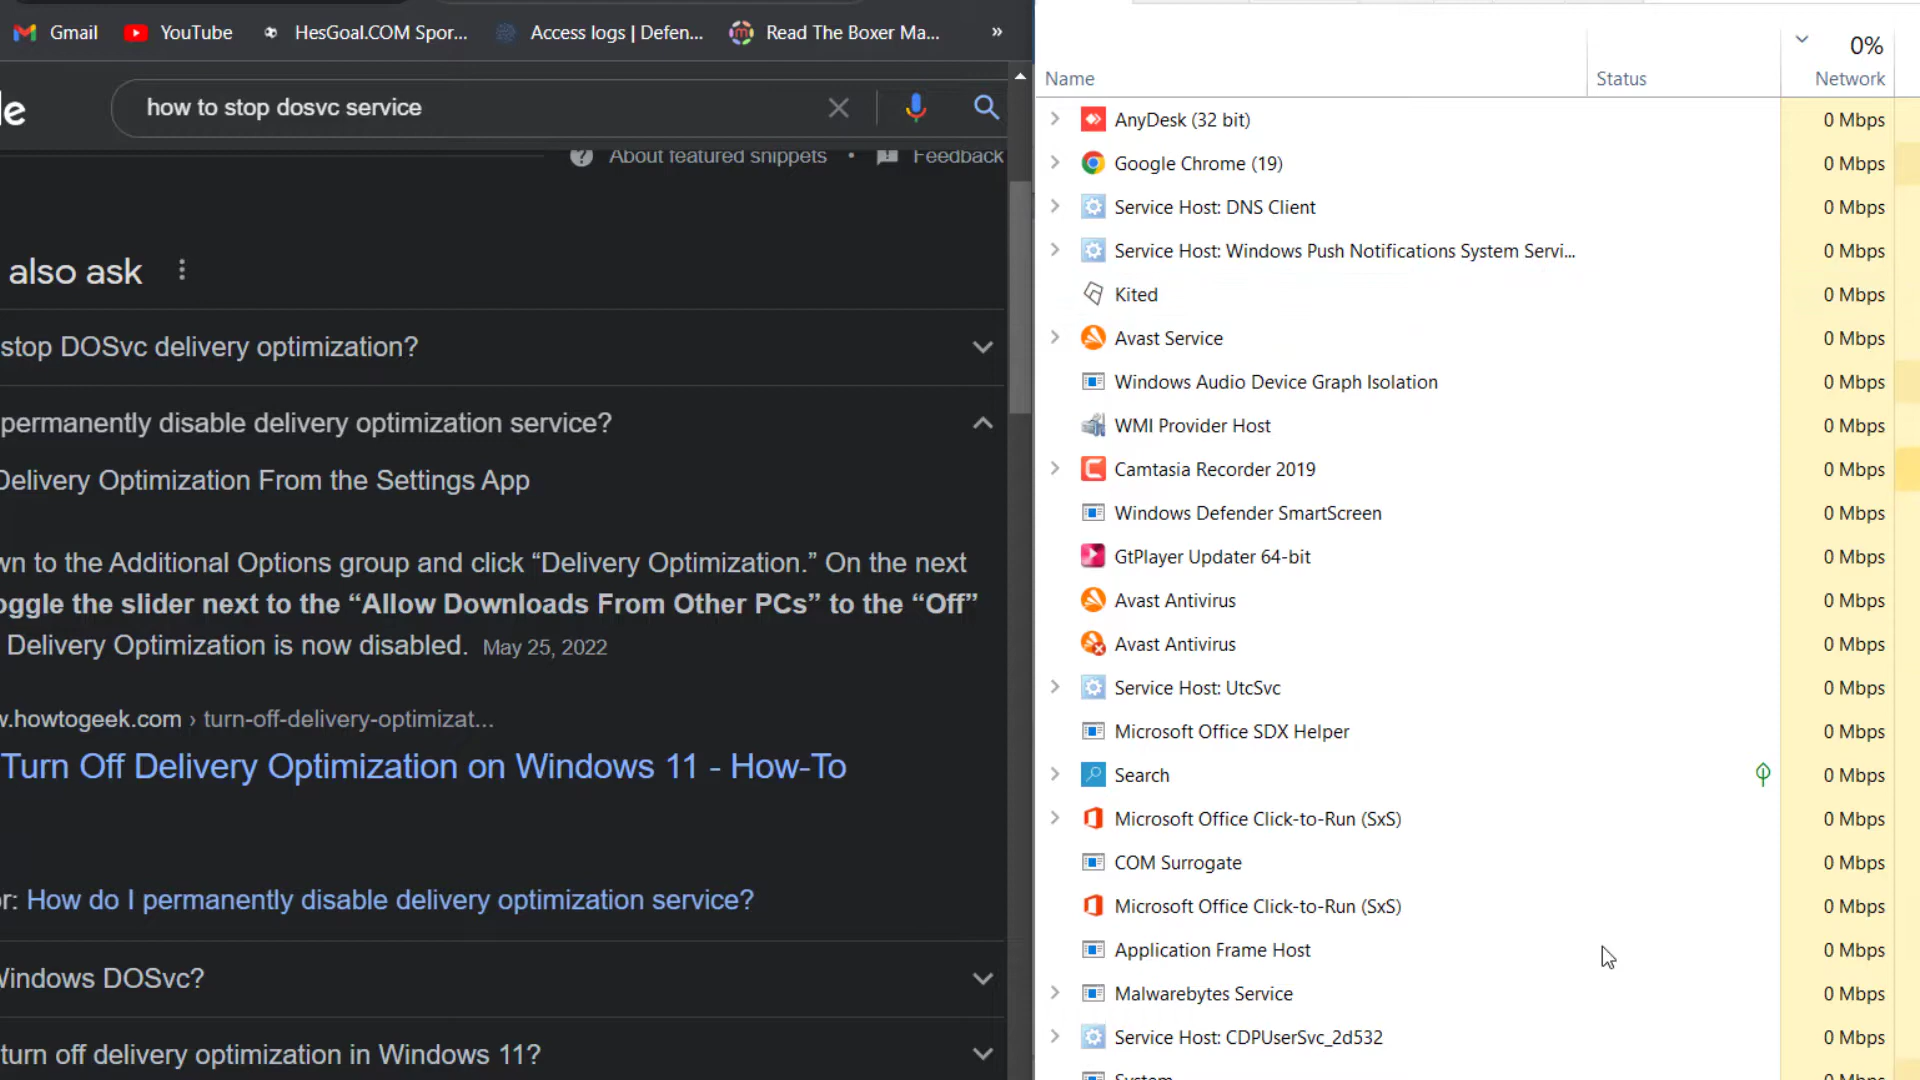 Gmail
YouTube
HesGoal.COM Spor...
Access logs | Defen...
Read The Boxer Ma...
»
le
how to stop dosvc service
About featured snippets
•
Feedback
also ask
stop DOSvc delivery optimization?
permanently disable delivery optimization service?
Delivery Optimization From the Settings App
wn to the Additional Options group and click “Delivery Optimization.” On the next
oggle the slider next to the “Allow Downloads From Other PCs” to the “Off”
Delivery Optimization is now disabled. May 25, 2022
w.howtogeek.com › turn-off-delivery-optimizat...
Turn Off Delivery Optimization on Windows 11 - How-To
or: How do I permanently disable delivery optimization service?
Windows DOSvc?
turn off delivery optimization in Windows 11?
0%
Name
Status
Network
AnyDesk (32 bit)
0 Mbps
Google Chrome (19)
0 Mbps
Service Host: DNS Client
0 Mbps
Service Host: Windows Push Notifications System Servi...
0 Mbps
Kited
0 Mbps
Avast Service
0 Mbps
Windows Audio Device Graph Isolation
0 Mbps
WMI Provider Host
0 Mbps
Camtasia Recorder 2019
0 Mbps
Windows Defender SmartScreen
0 Mbps
GtPlayer Updater 64-bit
0 Mbps
Avast Antivirus
0 Mbps
Avast Antivirus
0 Mbps
Service Host: UtcSvc
0 Mbps
Microsoft Office SDX Helper
0 Mbps
Search
0 Mbps
Microsoft Office Click-to-Run (SxS)
0 Mbps
COM Surrogate
0 Mbps
Microsoft Office Click-to-Run (SxS)
0 Mbps
Application Frame Host
0 Mbps
Malwarebytes Service
0 Mbps
Service Host: CDPUserSvc_2d532
0 Mbps
System
0 Mbps